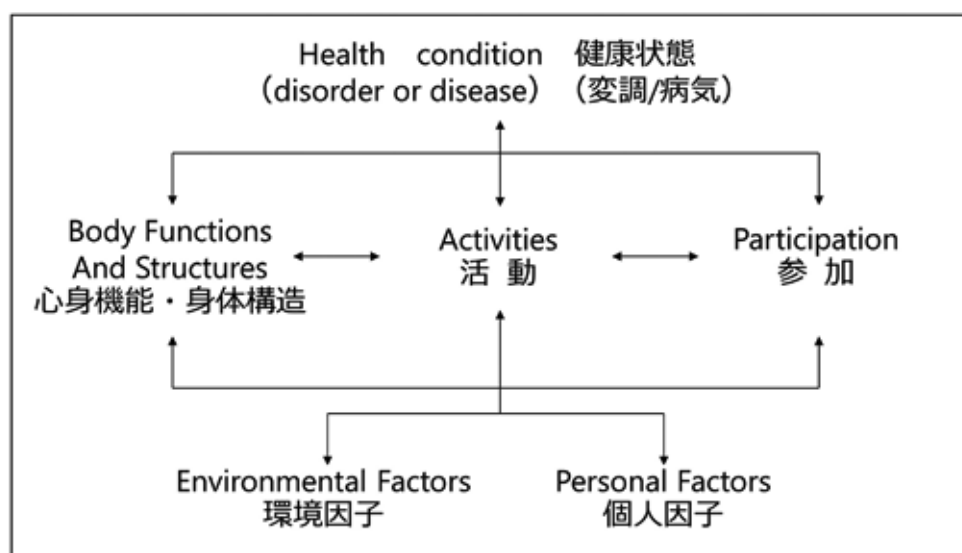 Health condition 健康状態
(disorder or disease) (変調/病気)
Body Functions
And Structures
心身機能・身体構造
Activities
活 動
Participation
参 加
Environmental Factors
環境因子
Personal Factors
個人因子